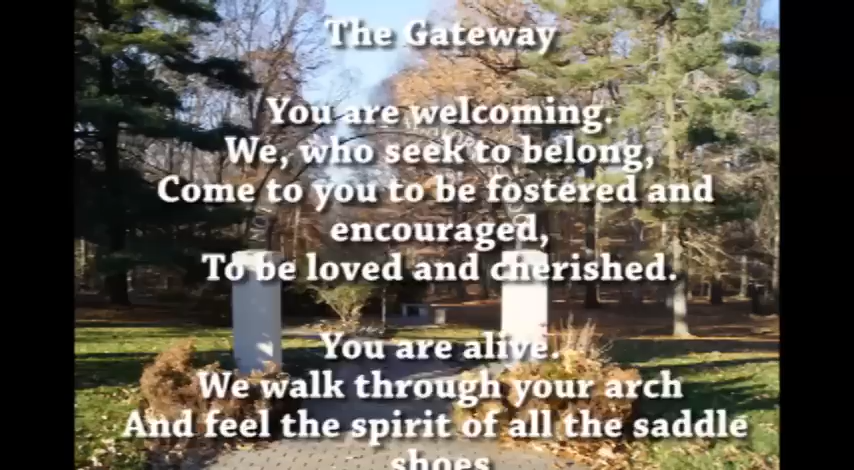 The Gateway
You are welcoming.
We, who seek to belong,
Come to you to be fostered and
encouraged,
To be loved and cherished.
You are alive.
We walk through your arch
And feel the spirit of all the saddle
shoes